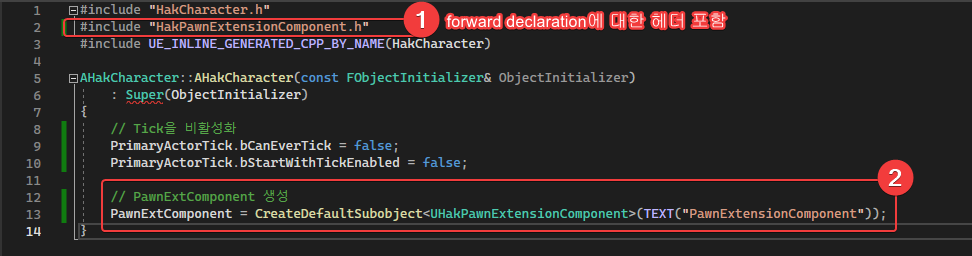 1 #include "HakCharacter.h"
2 #include "HakPawnExtensionComponent.h" 1 forward declaration에 대한 헤더 포함
3 #include UE_INLINE_GENERATED_CPP_BY_NAME(HakCharacter)
4
5 AHakCharacter::AHakCharacter(const FObjectInitializer& ObjectInitializer)
6 : Super(ObjectInitializer)
7 {
8 // Tick을 비활성화
9 PrimaryActorTick.bCanEverTick = false;
10 PrimaryActorTick.bStartWithTickEnabled = false;
11
2
12 // PawnExtComponent 생성
13 PawnExtComponent = CreateDefaultSubobject<UHakPawnExtensionComponent>(TEXT("PawnExtensionComponent"));
14 }